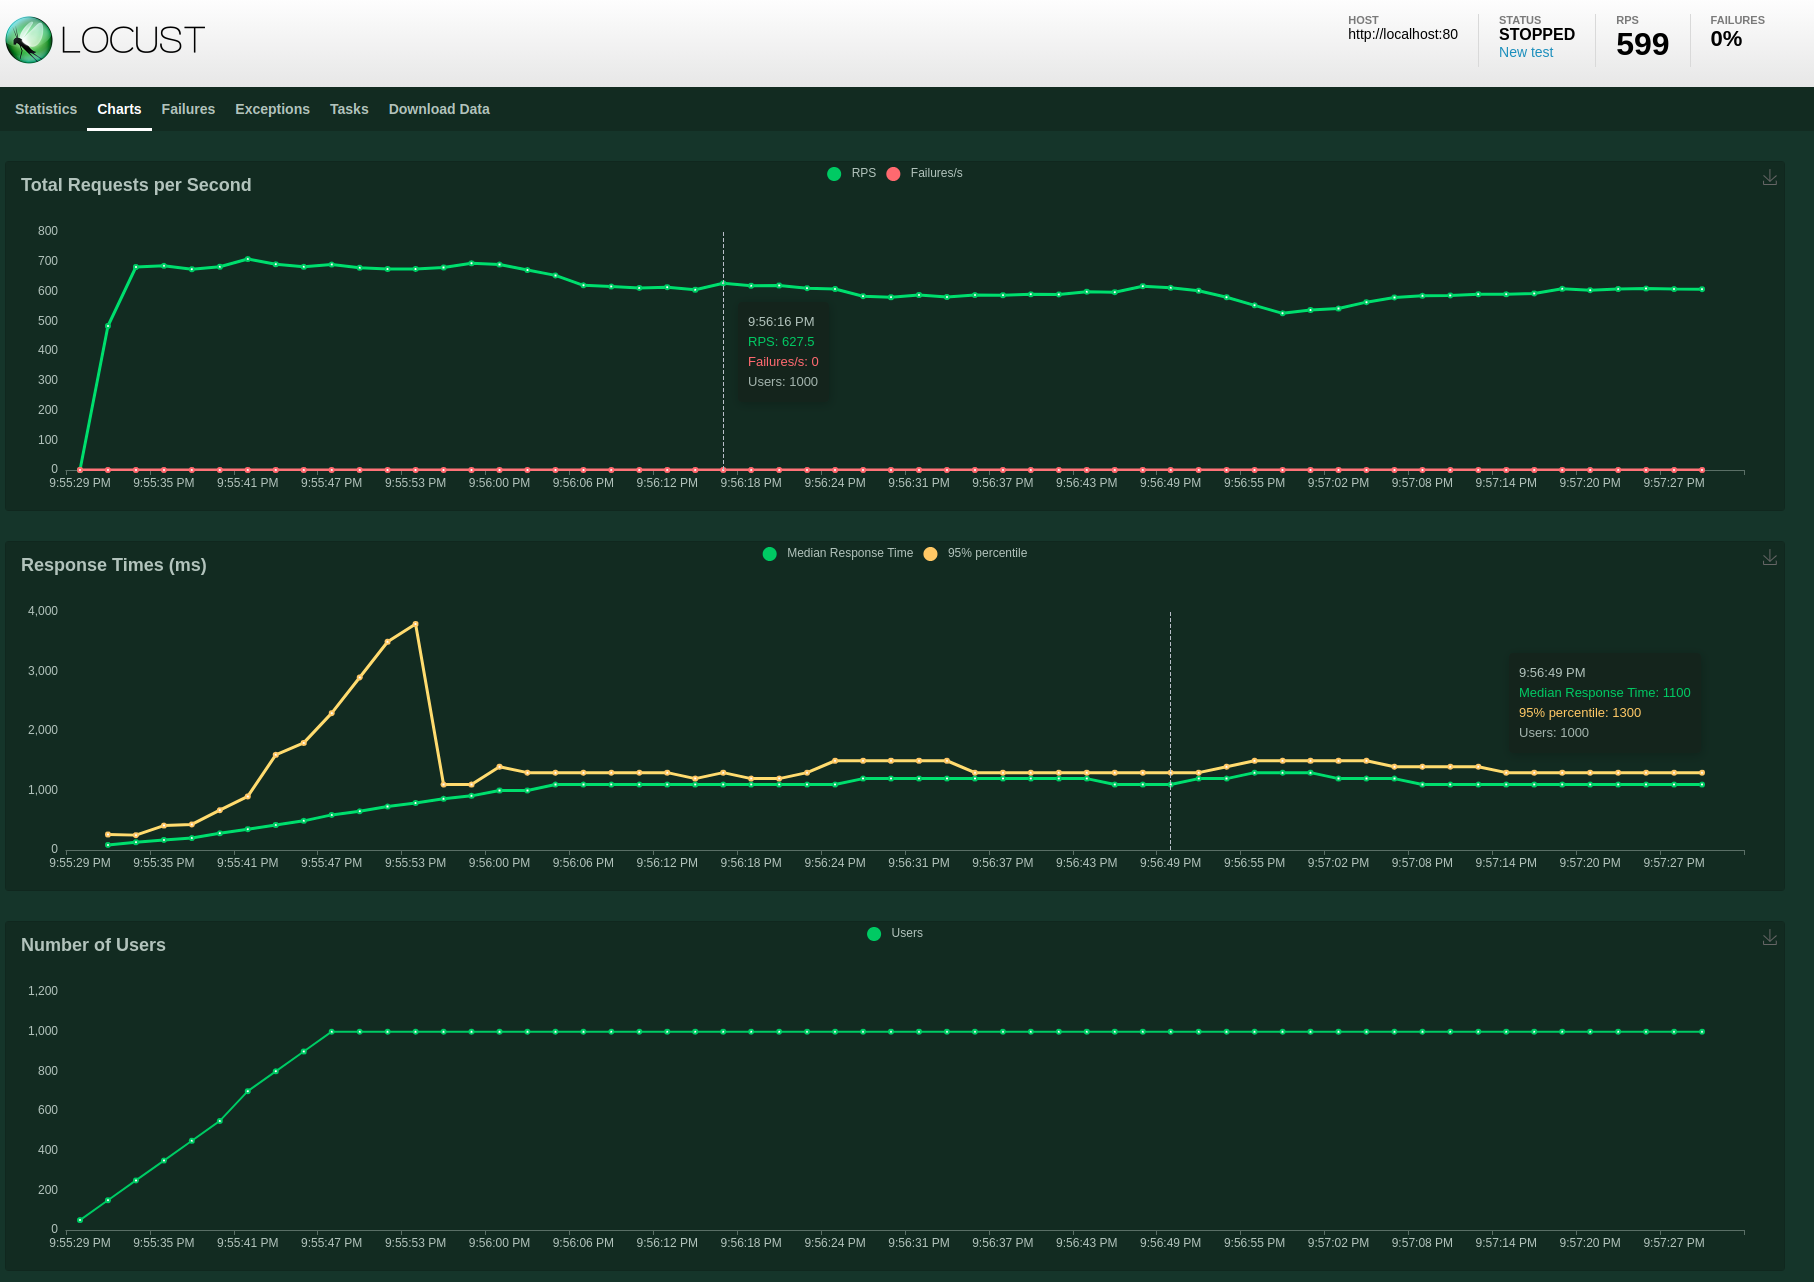 LOCUST
HOST
http://localhost:80
STATUS
STOPPED
New test
RPS
599
FAILURES
0%
Statistics Charts Failures Exceptions Tasks Download Data
Total Requests per Second
RPS Failures/s
800
700
600
500
400
300
200
100
0
9:56:16 PM
RPS: 627.5
Failures/s: 0
Users: 1000
9:55:29 PM 9:55:35 PM 9:55:41 PM 9:55:47 PM 9:55:53 PM 9:56:00 PM 9:56:06 PM 9:56:12 PM 9:56:18 PM 9:56:24 PM 9:56:31 PM 9:56:37 PM 9:56:43 PM 9:56:49 PM 9:56:55 PM 9:57:02 PM 9:57:08 PM 9:57:14 PM 9:57:20 PM 9:57:27 PM
Response Times (ms)
Median Response Time 95% percentile
4,000
3,000
2,000
1,000
0
9:56:49 PM
Median Response Time: 1100
95% percentile: 1300
Users: 1000
9:55:29 PM 9:55:35 PM 9:55:41 PM 9:55:47 PM 9:55:53 PM 9:56:00 PM 9:56:06 PM 9:56:12 PM 9:56:18 PM 9:56:24 PM 9:56:31 PM 9:56:37 PM 9:56:43 PM 9:56:49 PM 9:56:55 PM 9:57:02 PM 9:57:08 PM 9:57:14 PM 9:57:20 PM 9:57:27 PM
Number of Users
Users
1,200
1,000
800
600
400
200
0
9:55:29 PM 9:55:35 PM 9:55:41 PM 9:55:47 PM 9:55:53 PM 9:56:00 PM 9:56:06 PM 9:56:12 PM 9:56:18 PM 9:56:24 PM 9:56:31 PM 9:56:37 PM 9:56:43 PM 9:56:49 PM 9:56:55 PM 9:57:02 PM 9:57:08 PM 9:57:14 PM 9:57:20 PM 9:57:27 PM